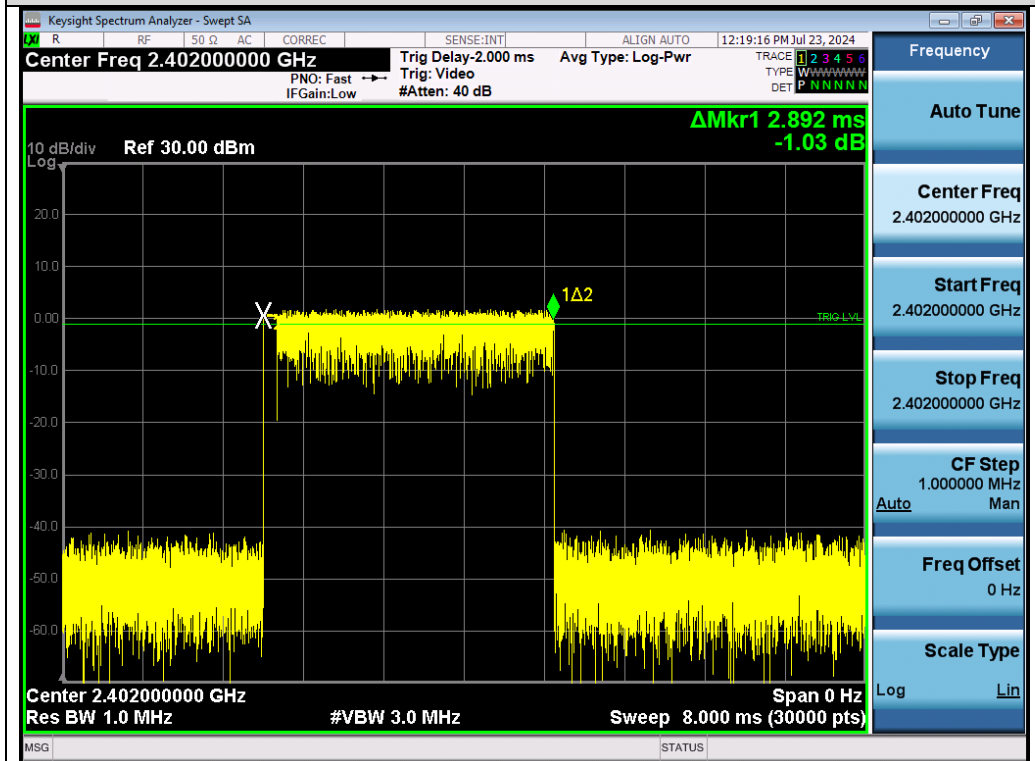 Keysight Spectrum Analyzer - Swept SA
LXI R RF 50 Ω AC CORREC SENSE:INT ALIGN AUTO 12:19:16 PM Jul 23, 2024
Center Freq 2.402000000 GHz
PNO: Fast
IFGain:Low
Trig Delay-2.000 ms
Trig: Video
#Atten: 40 dB
Avg Type: Log-Pwr
TRACE 1 2 3 4 5 6
TYPE W
DET P N N N N N
ΔMkr1 2.892 ms
-1.03 dB
10 dB/div Ref 30.00 dBm
Log
20.0
10.0
0.00
-10.0
-20.0
-30.0
-40.0
-50.0
-60.0
X
1Δ2
TRIG LVL
Center 2.402000000 GHz Span 0 Hz
Res BW 1.0 MHz #VBW 3.0 MHz Sweep 8.000 ms (30000 pts)
MSG STATUS
Frequency
Auto Tune
Center Freq
2.402000000 GHz
Start Freq
2.402000000 GHz
Stop Freq
2.402000000 GHz
CF Step
1.000000 MHz
Auto Man
Freq Offset
0 Hz
Scale Type
Log Lin